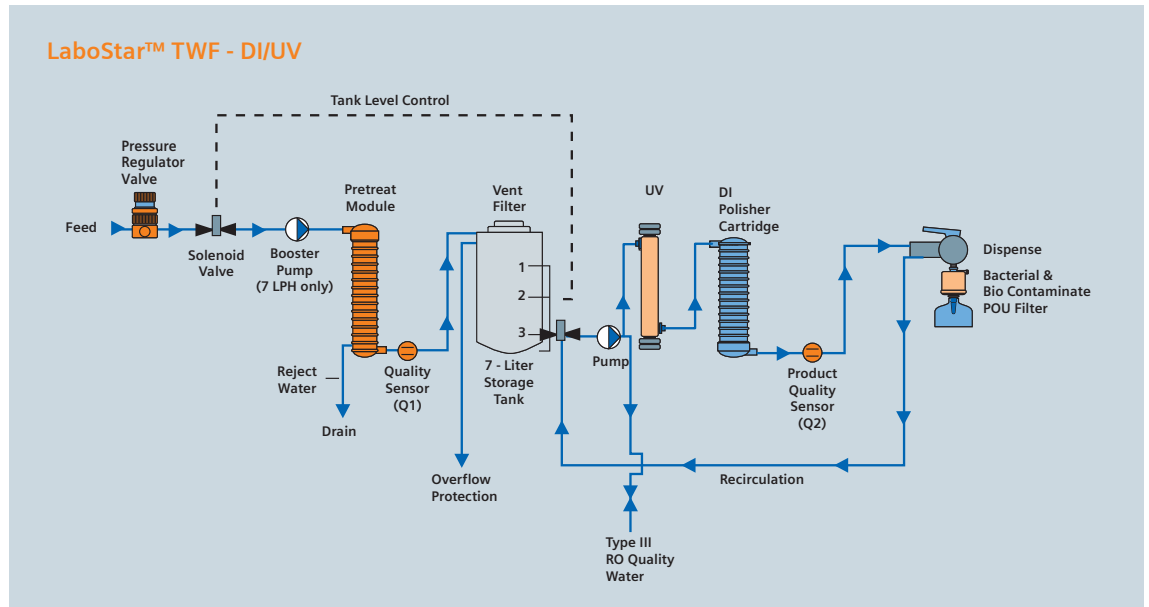 LaboStar™ TWF - DI/UV
Tank Level Control
Pressure
Regulator
Valve
Feed
Solenoid
Valve
Booster
Pump
(7 LPH only)
Pretreat
Module
Reject
Water
Drain
Quality
Sensor
(Q1)
Vent
Filter
1
2
3
7 - Liter
Storage
Tank
Overflow
Protection
Pump
UV
DI
Polisher
Cartridge
Product
Quality
Sensor
(Q2)
Dispense
Bacterial &
Bio Contaminate
POU Filter
Recirculation
Type III
RO Quality
Water